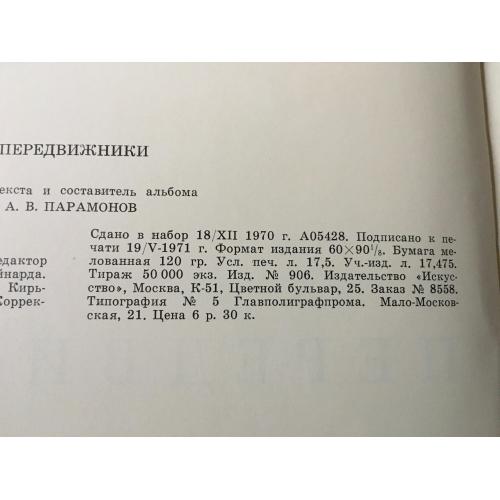 ПЕРЕДВИЖНИКИ
екста и составитель альбома
А. В. ПАРАМОНОВ
едактор
йнарда.
Кирь-
Коррек-
Сдано в набор 18/XII 1970 г. А05428. Подписано к пе-
чати 19/V-1971 г. Формат издания 60×90¹/₈. Бумага ме-
лованная 120 гр. Усл. печ. л. 17,5. Уч.-изд. л. 17,475.
Тираж 50 000 экз. Изд. № 906. Издательство «Искус-
ство», Москва, К-51, Цветной бульвар, 25. Заказ № 8558.
Типография № 5 Главполиграфпрома. Мало-Москов-
ская, 21. Цена 6 р. 30 к.